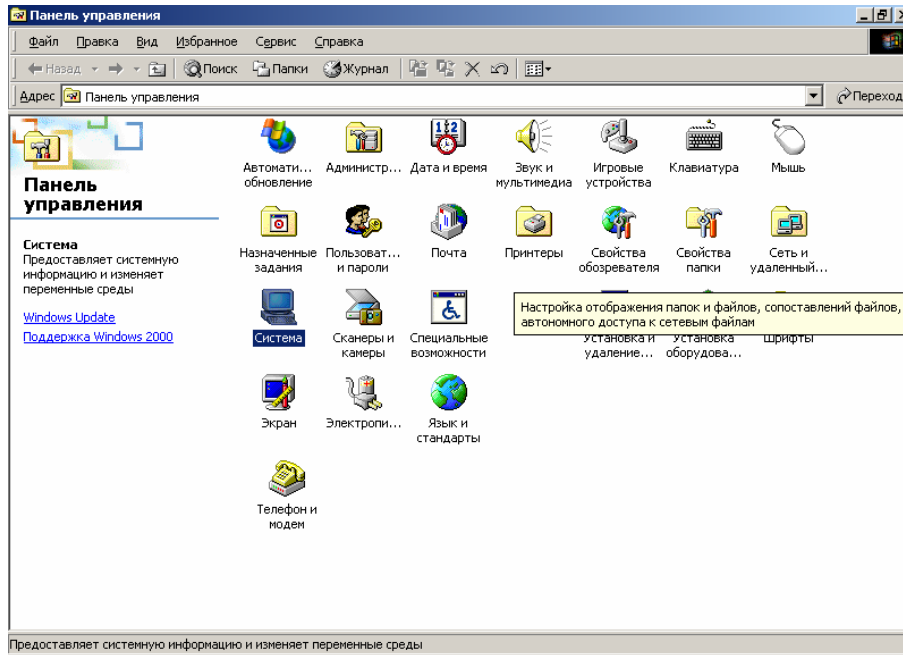 Панель управления
Файл Правка Вид Избранное Сервис Справка
Назад Поиск Папки Журнал
Адрес Панель управления Переход
Панель
управления
Система
Предоставляет системную
информацию и изменяет
переменные среды
Windows Update
Поддержка Windows 2000
Автомати... Администр... Дата и время Звук и Игровые Клавиатура Мышь
обновление мультимедиа устройства
Назначенные Пользоват... Почта Принтеры Свойства Свойства Сеть и
задания и пароли обозревателя папки удаленный...
Настройка отображения папок и файлов, сопоставлений файлов,
автономного доступа к сетевым файлам
Система Сканеры и Специальные Установка и Установка Шрифты
камеры возможности удаление... оборудова...
Экран Электропи... Язык и
стандарты
Телефон и
модем
Предоставляет системную информацию и изменяет переменные среды